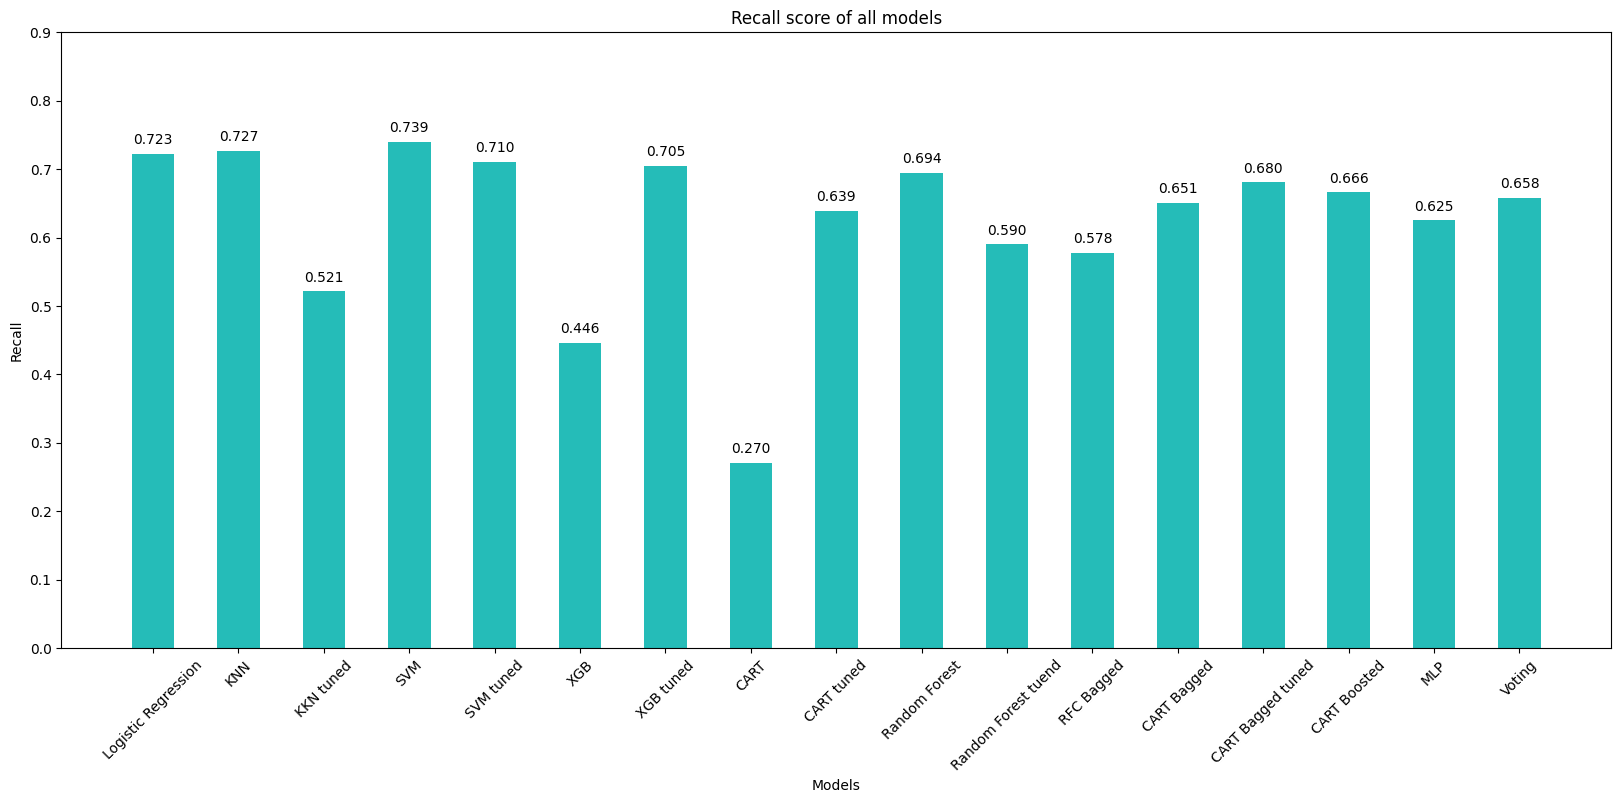 Recall score of all models
Recall
0.9
0.8
0.7
0.6
0.5
0.4
0.3
0.2
0.1
0.0
0.723
0.727
0.521
0.739
0.710
0.446
0.705
0.270
0.639
0.694
0.590
0.578
0.651
0.680
0.666
0.625
0.658
Logistic Regression
KNN
KKN tuned
SVM
SVM tuned
XGB
XGB tuned
CART
CART tuned
Random Forest
Random Forest tuend
RFC Bagged
CART Bagged
CART Bagged tuned
CART Boosted
MLP
Voting
Models